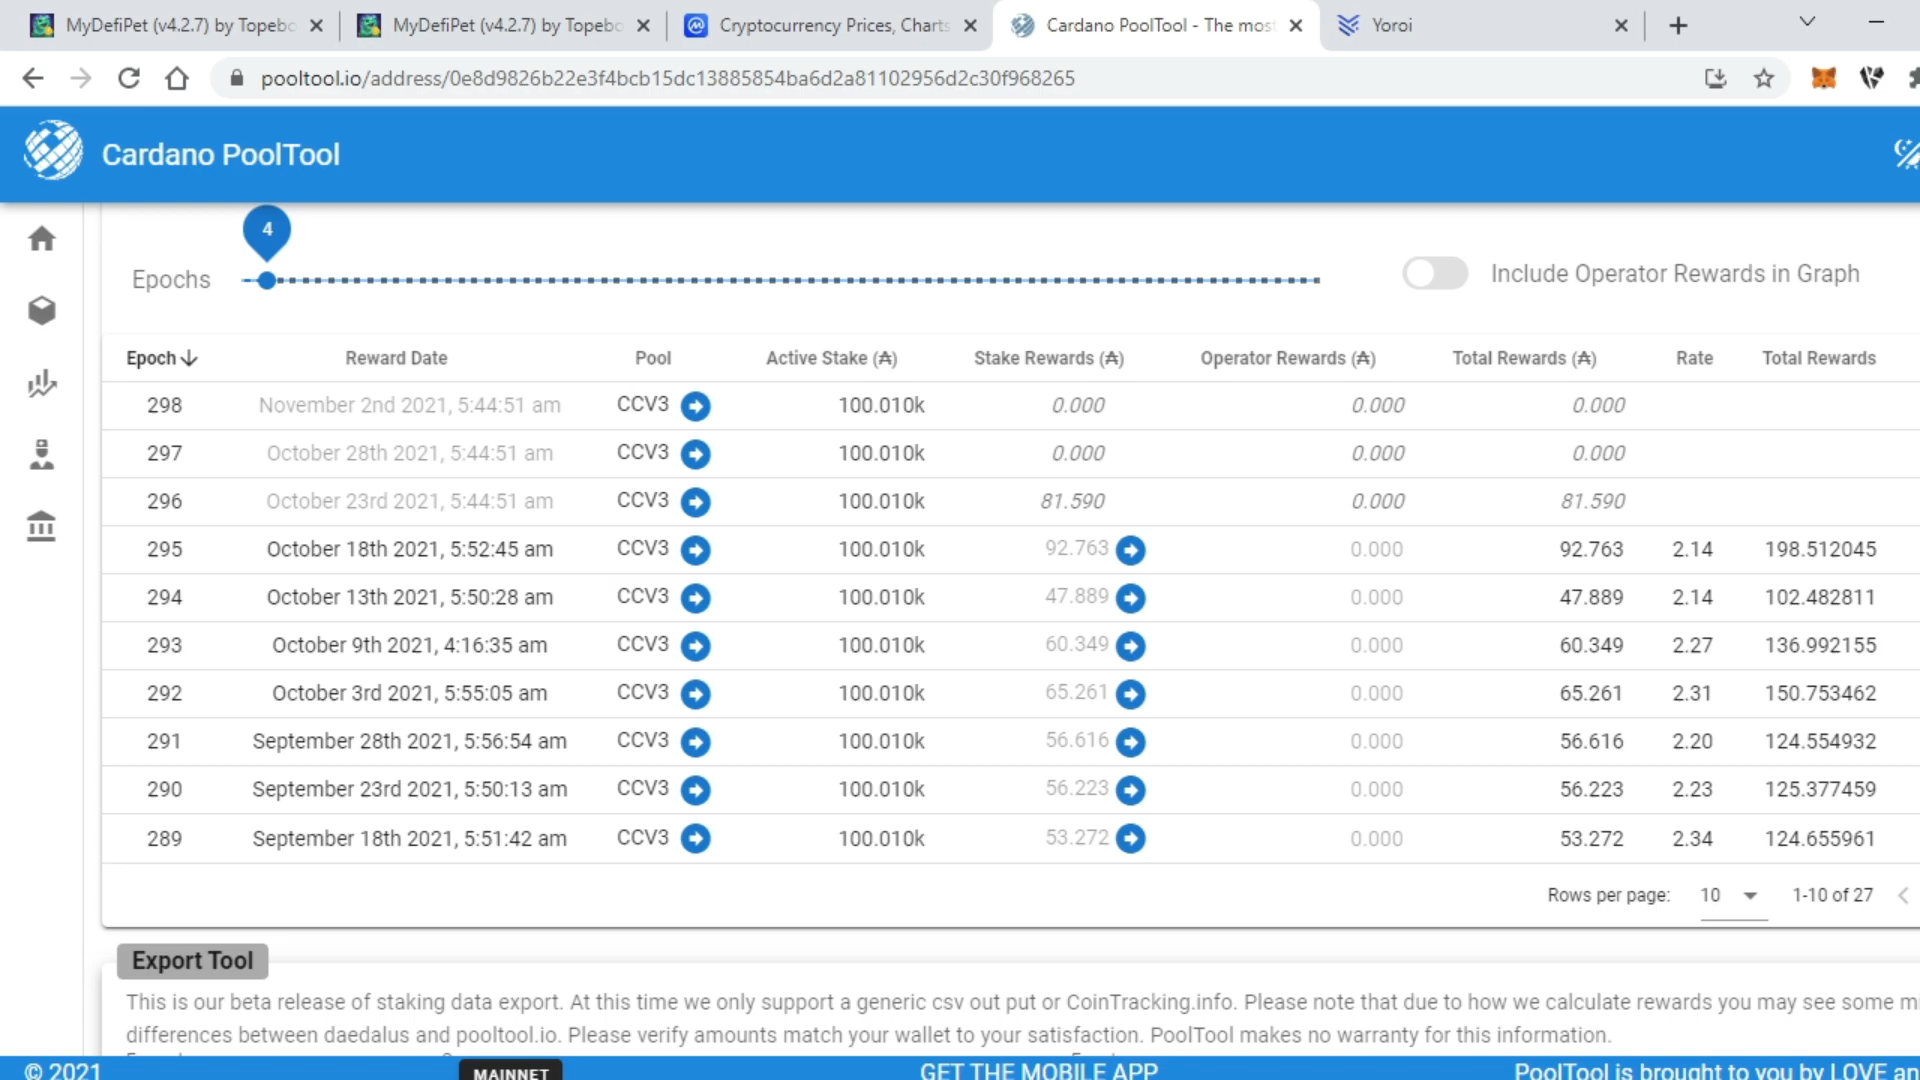 MyDefiPet (v4.2.7) by Topebo
MyDefiPet (v4.2.7) by Topebo
Cryptocurrency Prices, Charts
Cardano PoolTool - The most
Yoroi
pooltool.io/address/0e8d9826b22e3f4bcb15dc13885854ba6d2a81102956d2c30f968265
Cardano PoolTool
4
Epochs
Include Operator Rewards in Graph
Epoch Reward Date Pool Active Stake (₳) Stake Rewards (₳) Operator Rewards (₳) Total Rewards (₳) Rate Total Rewards
298 November 2nd 2021, 5:44:51 am CCV3 100.010k 0.000 0.000 0.000
297 October 28th 2021, 5:44:51 am CCV3 100.010k 0.000 0.000 0.000
296 October 23rd 2021, 5:44:51 am CCV3 100.010k 81.590 0.000 81.590
295 October 18th 2021, 5:52:45 am CCV3 100.010k 92.763 0.000 92.763 2.14 198.512045
294 October 13th 2021, 5:50:28 am CCV3 100.010k 47.889 0.000 47.889 2.14 102.482811
293 October 9th 2021, 4:16:35 am CCV3 100.010k 60.349 0.000 60.349 2.27 136.992155
292 October 3rd 2021, 5:55:05 am CCV3 100.010k 65.261 0.000 65.261 2.31 150.753462
291 September 28th 2021, 5:56:54 am CCV3 100.010k 56.616 0.000 56.616 2.20 124.554932
290 September 23rd 2021, 5:50:13 am CCV3 100.010k 56.223 0.000 56.223 2.23 125.377459
289 September 18th 2021, 5:51:42 am CCV3 100.010k 53.272 0.000 53.272 2.34 124.655961
Rows per page: 10 1-10 of 27
Export Tool
This is our beta release of staking data export. At this time we only support a generic csv out put or CoinTracking.info. Please note that due to how we calculate rewards you may see some mi
differences between daedalus and pooltool.io. Please verify amounts match your wallet to your satisfaction. PoolTool makes no warranty for this information.
© 2021 MAINNET GET THE MOBILE APP PoolTool is brought to you by LOVE an